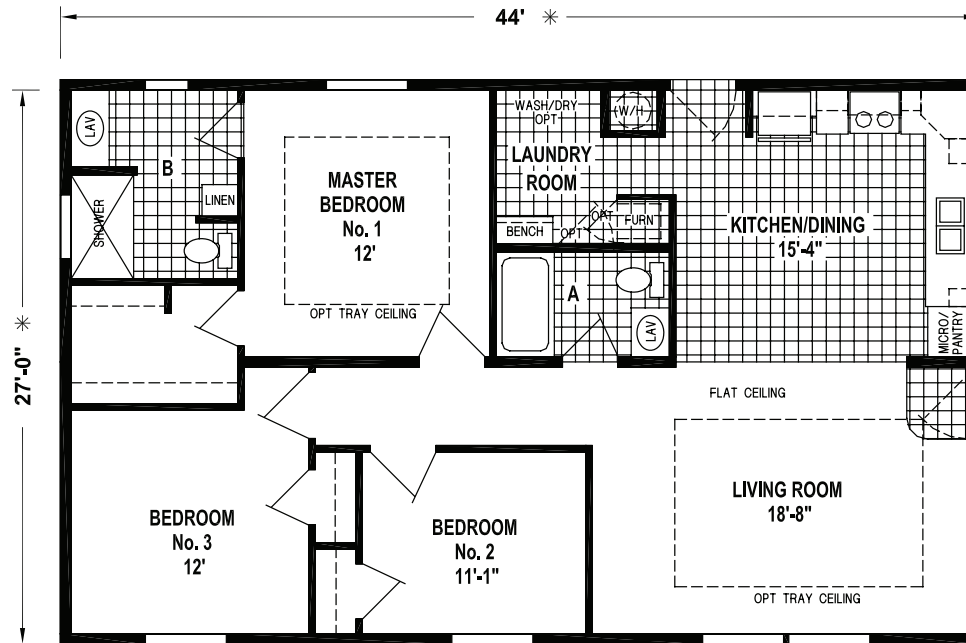 44' ✳
27'-0" ✳
LAV
B
SHOWER
LINEN
MASTER
BEDROOM
No. 1
12'
OPT TRAY CEILING
WASH/DRY
OPT
W/H
LAUNDRY
ROOM
BENCH
OPT
OPT
FURN
A
LAV
KITCHEN/DINING
15'-4"
MICRO/
PANTRY
FLAT CEILING
BEDROOM
No. 3
12'
BEDROOM
No. 2
11'-1"
LIVING ROOM
18'-8"
OPT TRAY CEILING